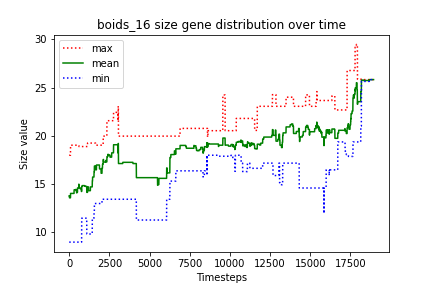 boids_16 size gene distribution over time
max
mean
min
Size value
30
25
20
15
10
0
2500
5000
7500
10000
12500
15000
17500
Timesteps